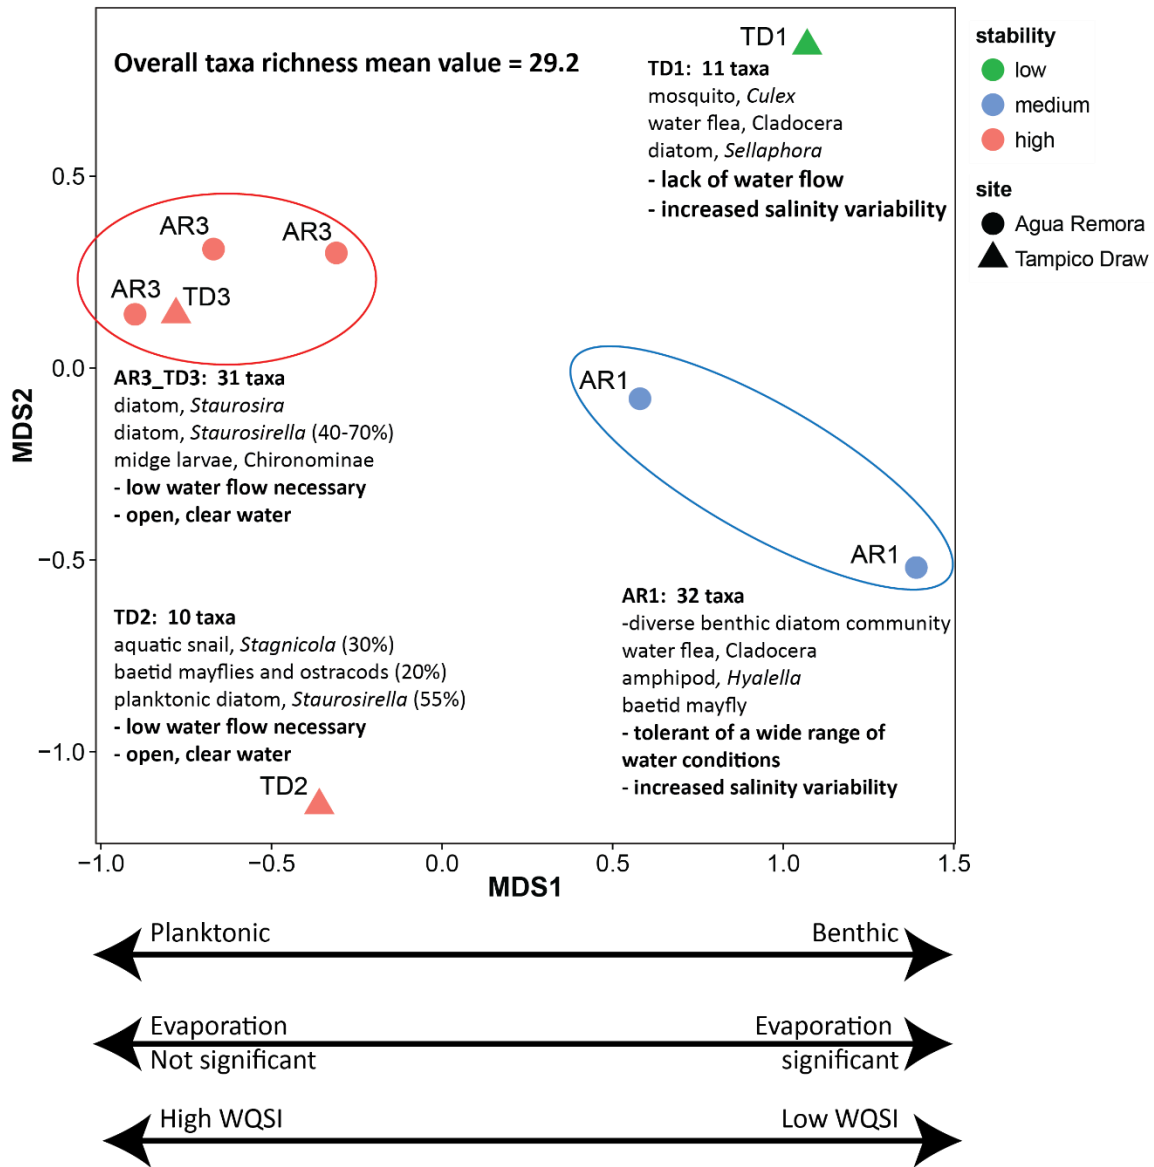 Overall taxa richness mean value = 29.2
TD1
TD1: 11 taxa
mosquito, Culex
water flea, Cladocera
diatom, Sellaphora
- lack of water flow
- increased salinity variability
stability
low
medium
high
site
Agua Remora
Tampico Draw
AR3
AR3
AR3
TD3
AR3_TD3: 31 taxa
diatom, Staurosira
diatom, Staurosirella (40-70%)
midge larvae, Chironominae
- low water flow necessary
- open, clear water
AR1
AR1
AR1: 32 taxa
-diverse benthic diatom community
water flea, Cladocera
amphipod, Hyalella
baetid mayfly
- tolerant of a wide range of
water conditions
- increased salinity variability
TD2: 10 taxa
aquatic snail, Stagnicola (30%)
baetid mayflies and ostracods (20%)
planktonic diatom, Staurosirella (55%)
- low water flow necessary
- open, clear water
TD2
MDS2
0.5
0.0
−0.5
−1.0
−1.0 −0.5 0.0 0.5 1.0 1.5
MDS1
Planktonic Benthic
Evaporation Evaporation
Not significant significant
High WQSI Low WQSI